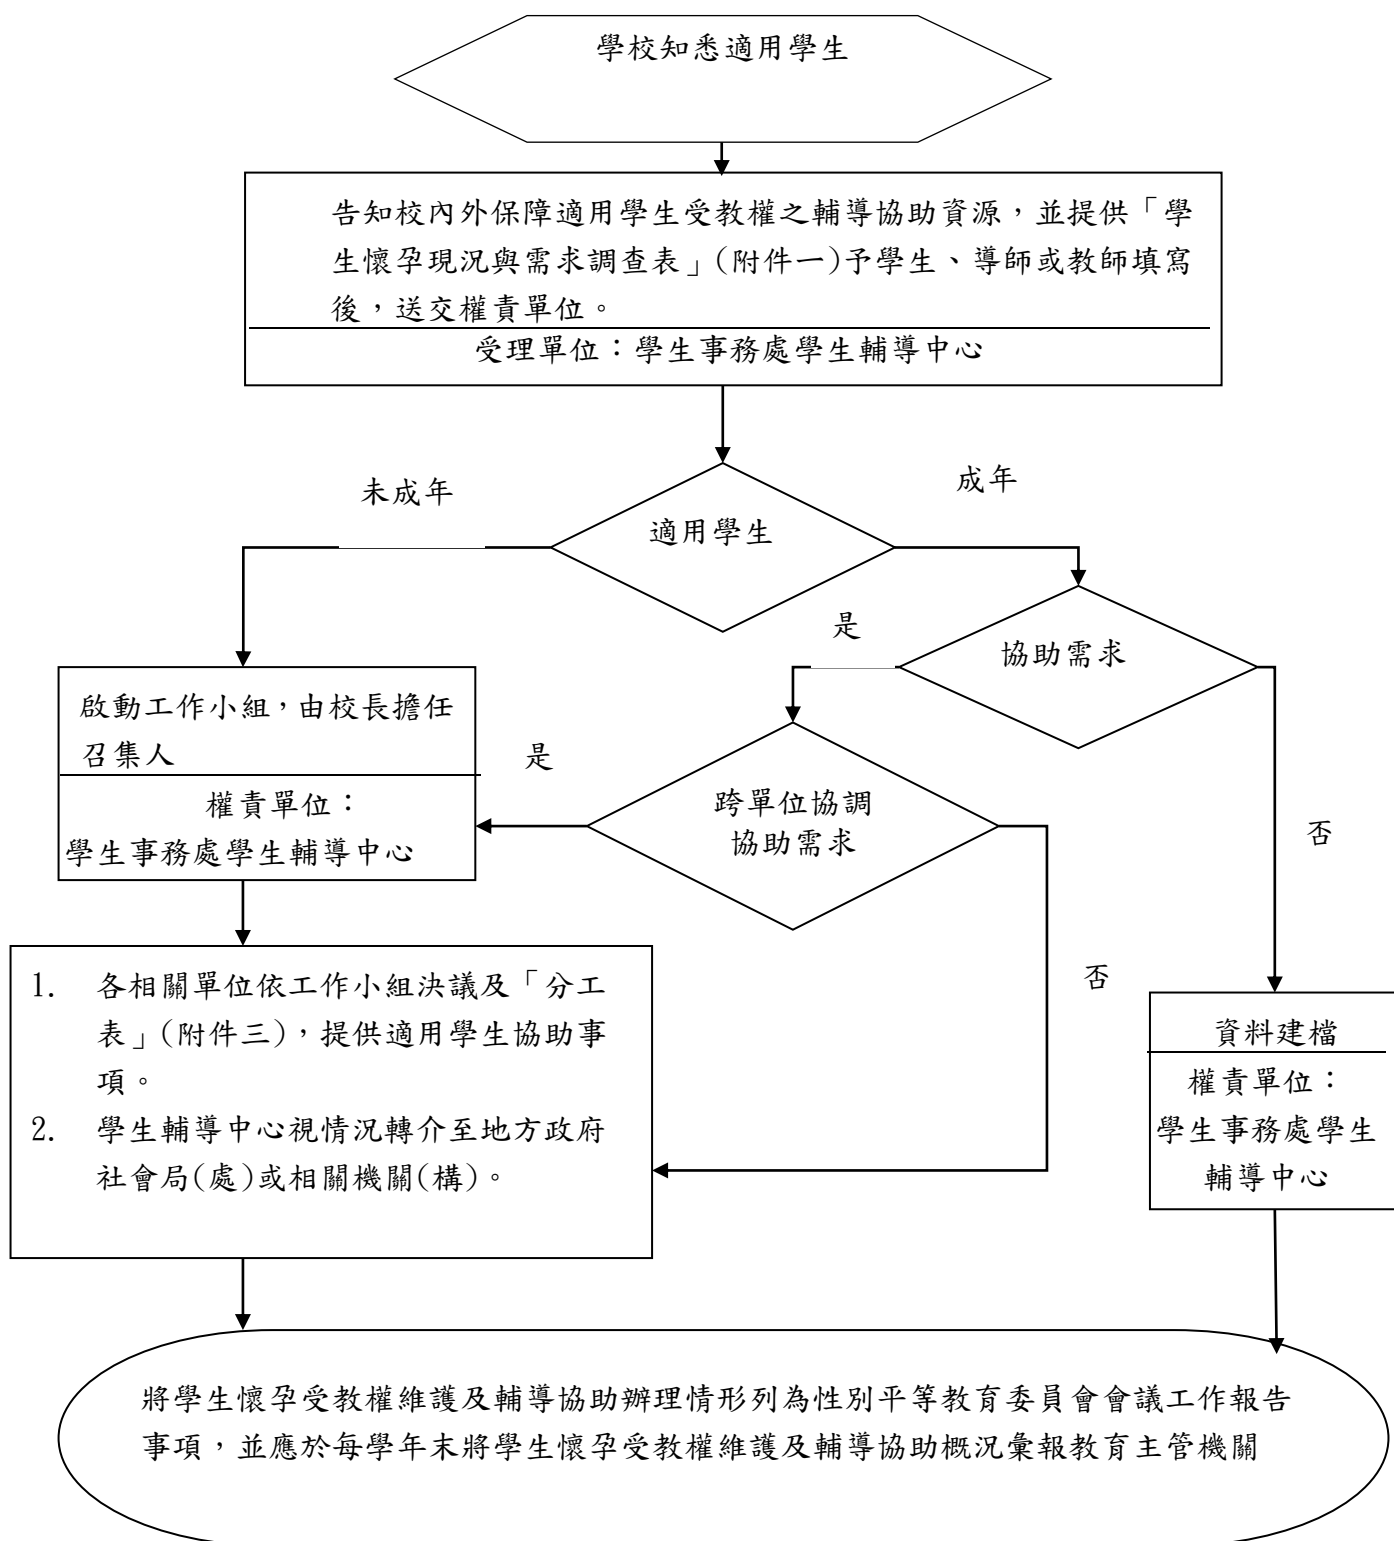 學校知悉適用學生
告知校內外保障適用學生受教權之輔導協助資源，並提供「學
生懷孕現況與需求調查表」(附件一)予學生、導師或教師填寫
後，送交權責單位。
受理單位：學生事務處學生輔導中心
未成年
成年
適用學生
是
協助需求
啟動工作小組，由校長擔任
召集人
權責單位：
學生事務處學生輔導中心
是
跨單位協調
協助需求
否
否
1. 各相關單位依工作小組決議及「分工
表」(附件三)，提供適用學生協助事
項。
2. 學生輔導中心視情況轉介至地方政府
社會局(處)或相關機關(構)。
資料建檔
權責單位：
學生事務處學生
輔導中心
將學生懷孕受教權維護及輔導協助辦理情形列為性別平等教育委員會會議工作報告
事項，並應於每學年末將學生懷孕受教權維護及輔導協助概況彙報教育主管機關